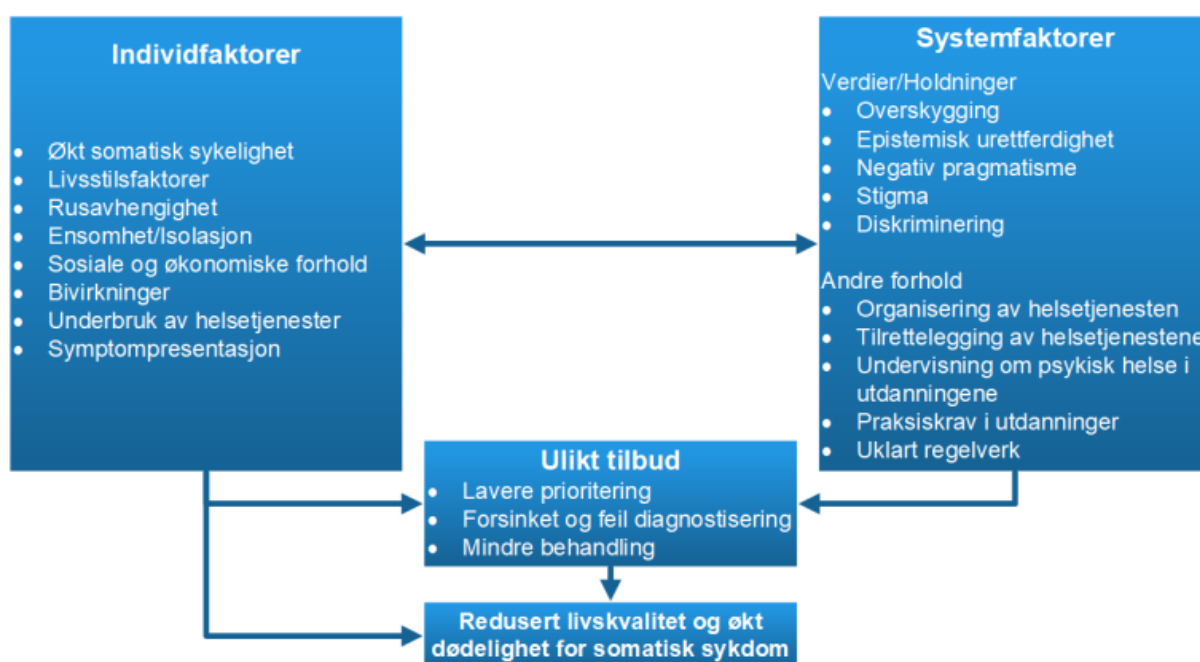 Individfaktorer
Økt somatisk sykelighet
Livsstilsfaktorer
Rusavhengighet
Ensomhet/Isolasjon
Sosiale og økonomiske forhold
Bivirkninger
Underbruk av helsetjenester
Symptompresentasjon
Systemfaktorer
Verdier/Holdninger
Overskygging
Epistemisk urettferdighet
Negativ pragmatisme
Stigma
Diskriminering
Andre forhold
Organisering av helsetjenesten
Tilrettelegging av helsetjenestene
Undervisning om psykisk helse i
utdanningene
Praksiskrav i utdanninger
Uklart regelverk
Ulikt tilbud
Lavere prioritering
Forsinket og feil diagnostisering
Mindre behandling
Redusert livskvalitet og økt
dødelighet for somatisk sykdom